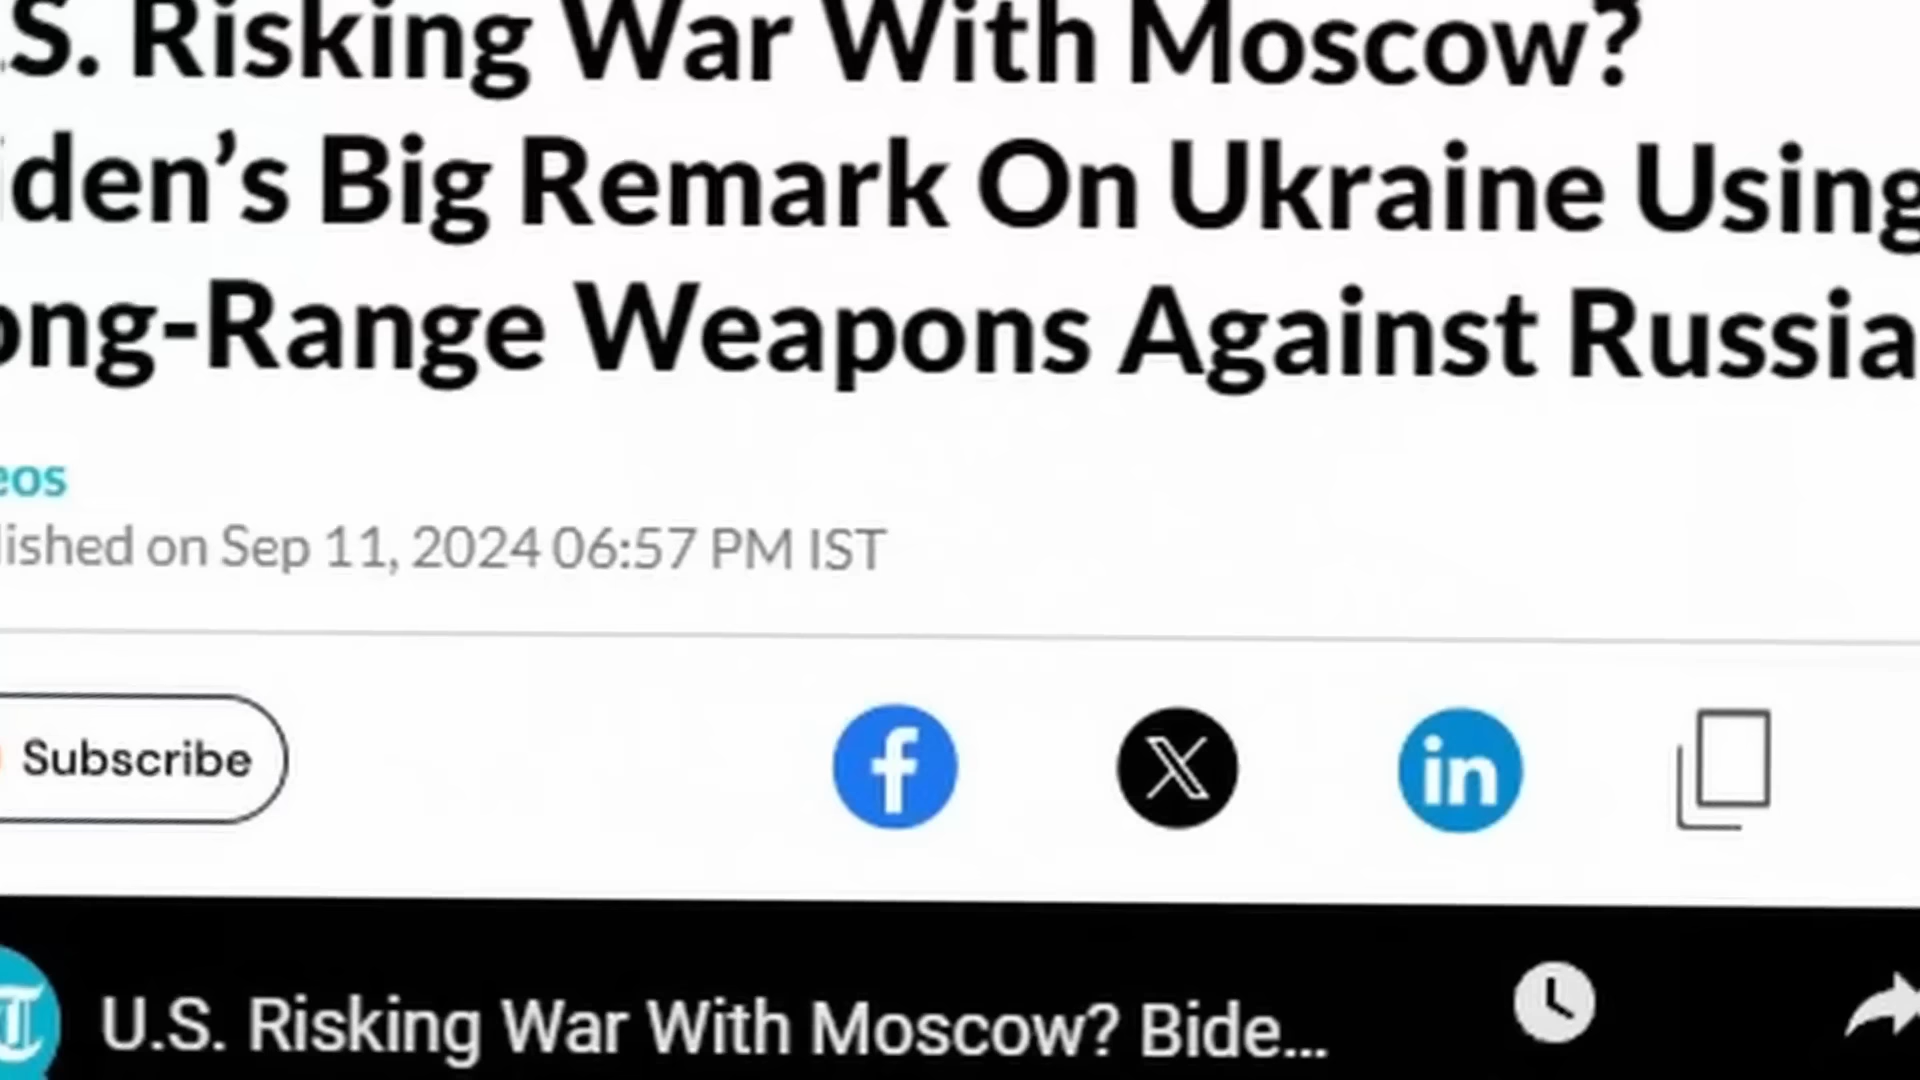 .S. Risking War With Moscow?
iden’s Big Remark On Ukraine Using
ong-Range Weapons Against Russia
eos
lished on Sep 11, 2024 06:57 PM IST
Subscribe
U.S. Risking War With Moscow? Bide...